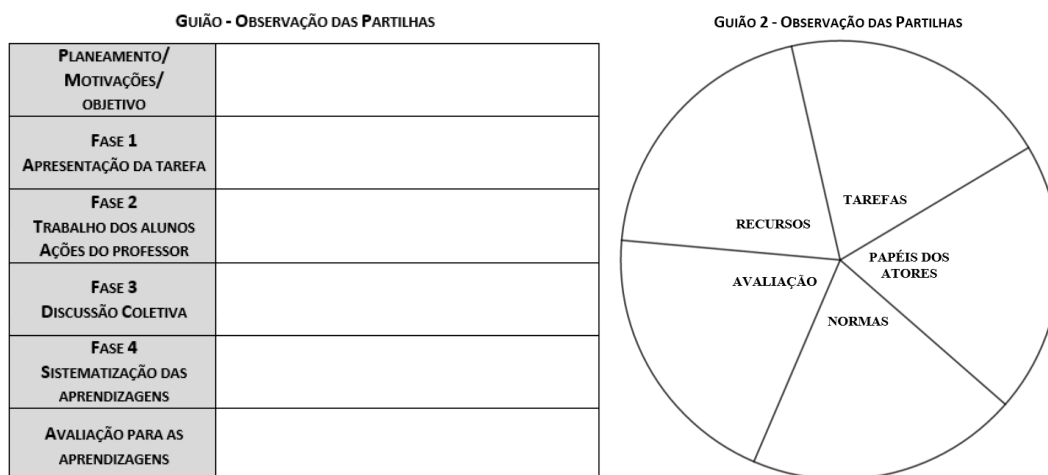 GUIÃO - OBSERVAÇÃO DAS PARTILHAS
PLANEAMENTO/
MOTIVAÇÕES/
OBJETIVO
FASE 1
APRESENTAÇÃO DA TAREFA
FASE 2
TRABALHO DOS ALUNOS
AÇÕES DO PROFESSOR
FASE 3
DISCUSSÃO COLETIVA
FASE 4
SISTEMATIZAÇÃO DAS
APRENDIZAGENS
AVALIAÇÃO PARA AS
APRENDIZAGENS
GUIÃO 2 - OBSERVAÇÃO DAS PARTILHAS
TAREFAS
RECURSOS
PAPÉIS DOS
ATORES
AVALIAÇÃO
NORMAS